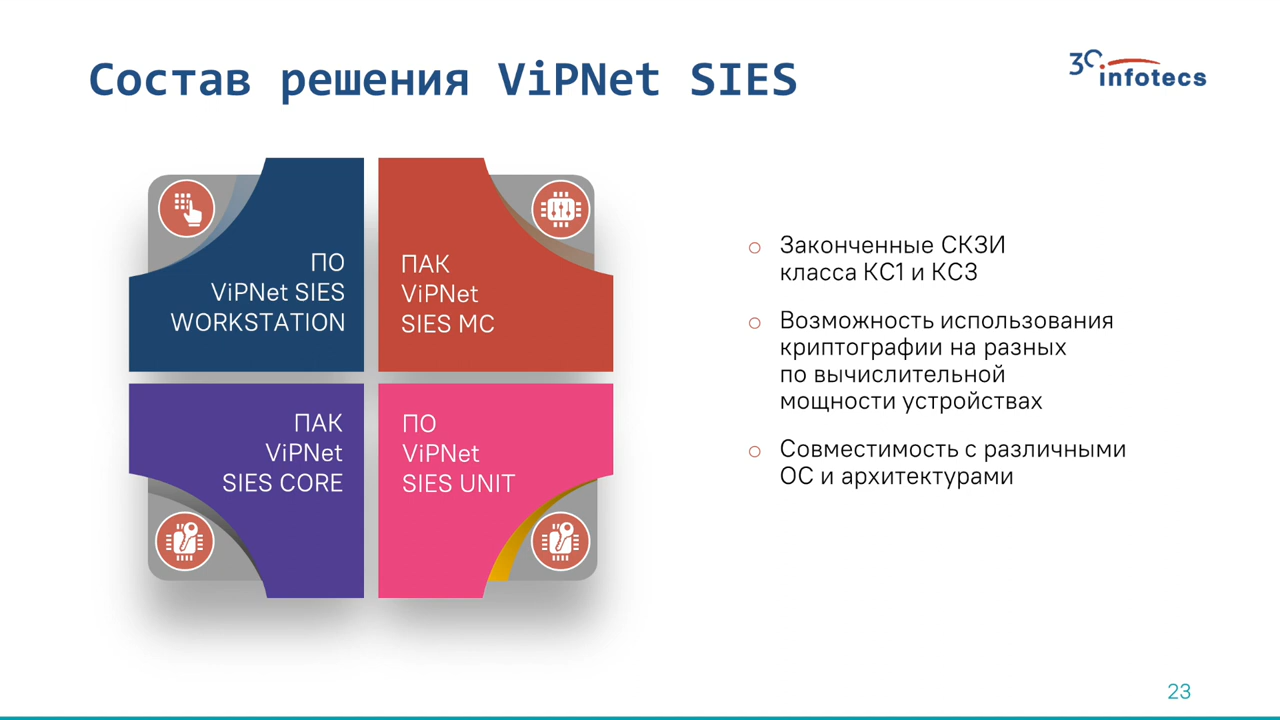 Состав решения ViPNet SIES
30 infotecs
ПО
ViPNet SIES
WORKSTATION
ПАК
ViPNet
SIES MC
ПАК
ViPNet
SIES CORE
ПО
ViPNet
SIES UNIT
Законченные СКЗИ
класса КС1 и КС3
Возможность использования
криптографии на разных
по вычислительной
мощности устройствах
Совместимость с различными
ОС и архитектурами
23